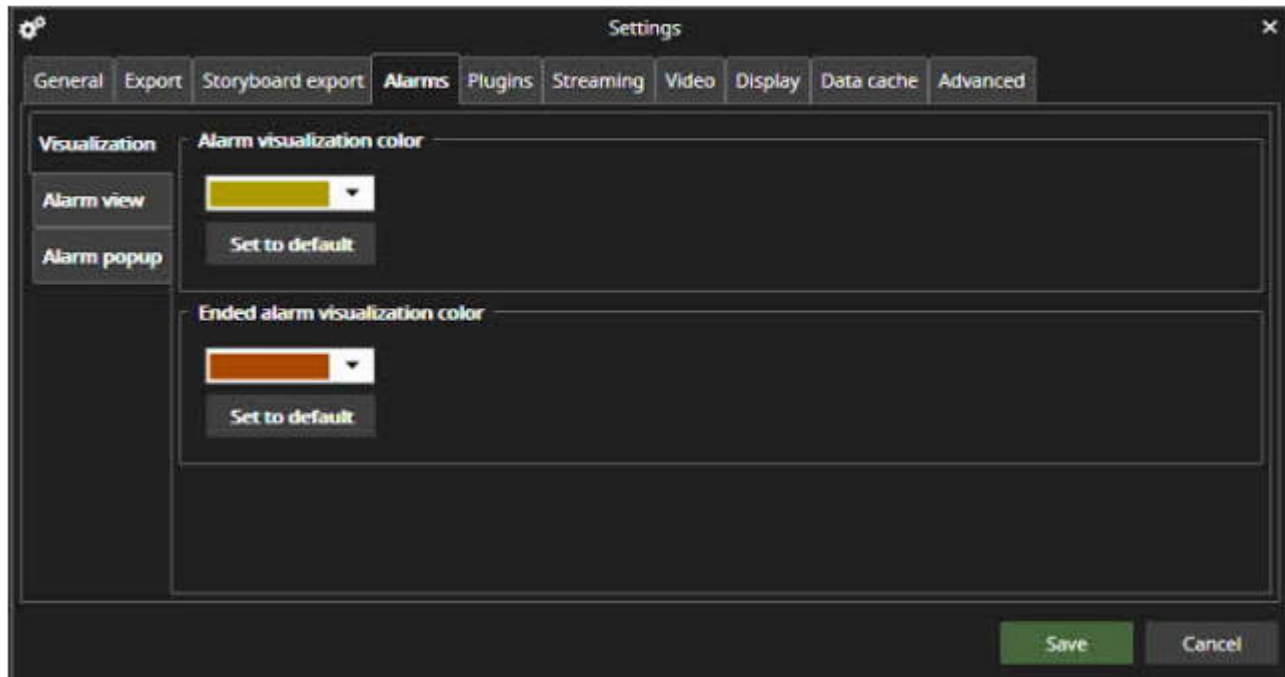 Settings
General Export Storyboard export Alarms Plugins Streaming Video Display Data cache Advanced
Visualization
Alarm view
Alarm popup
Alarm visualization color
Set to default
Ended alarm visualization color
Set to default
Save Cancel